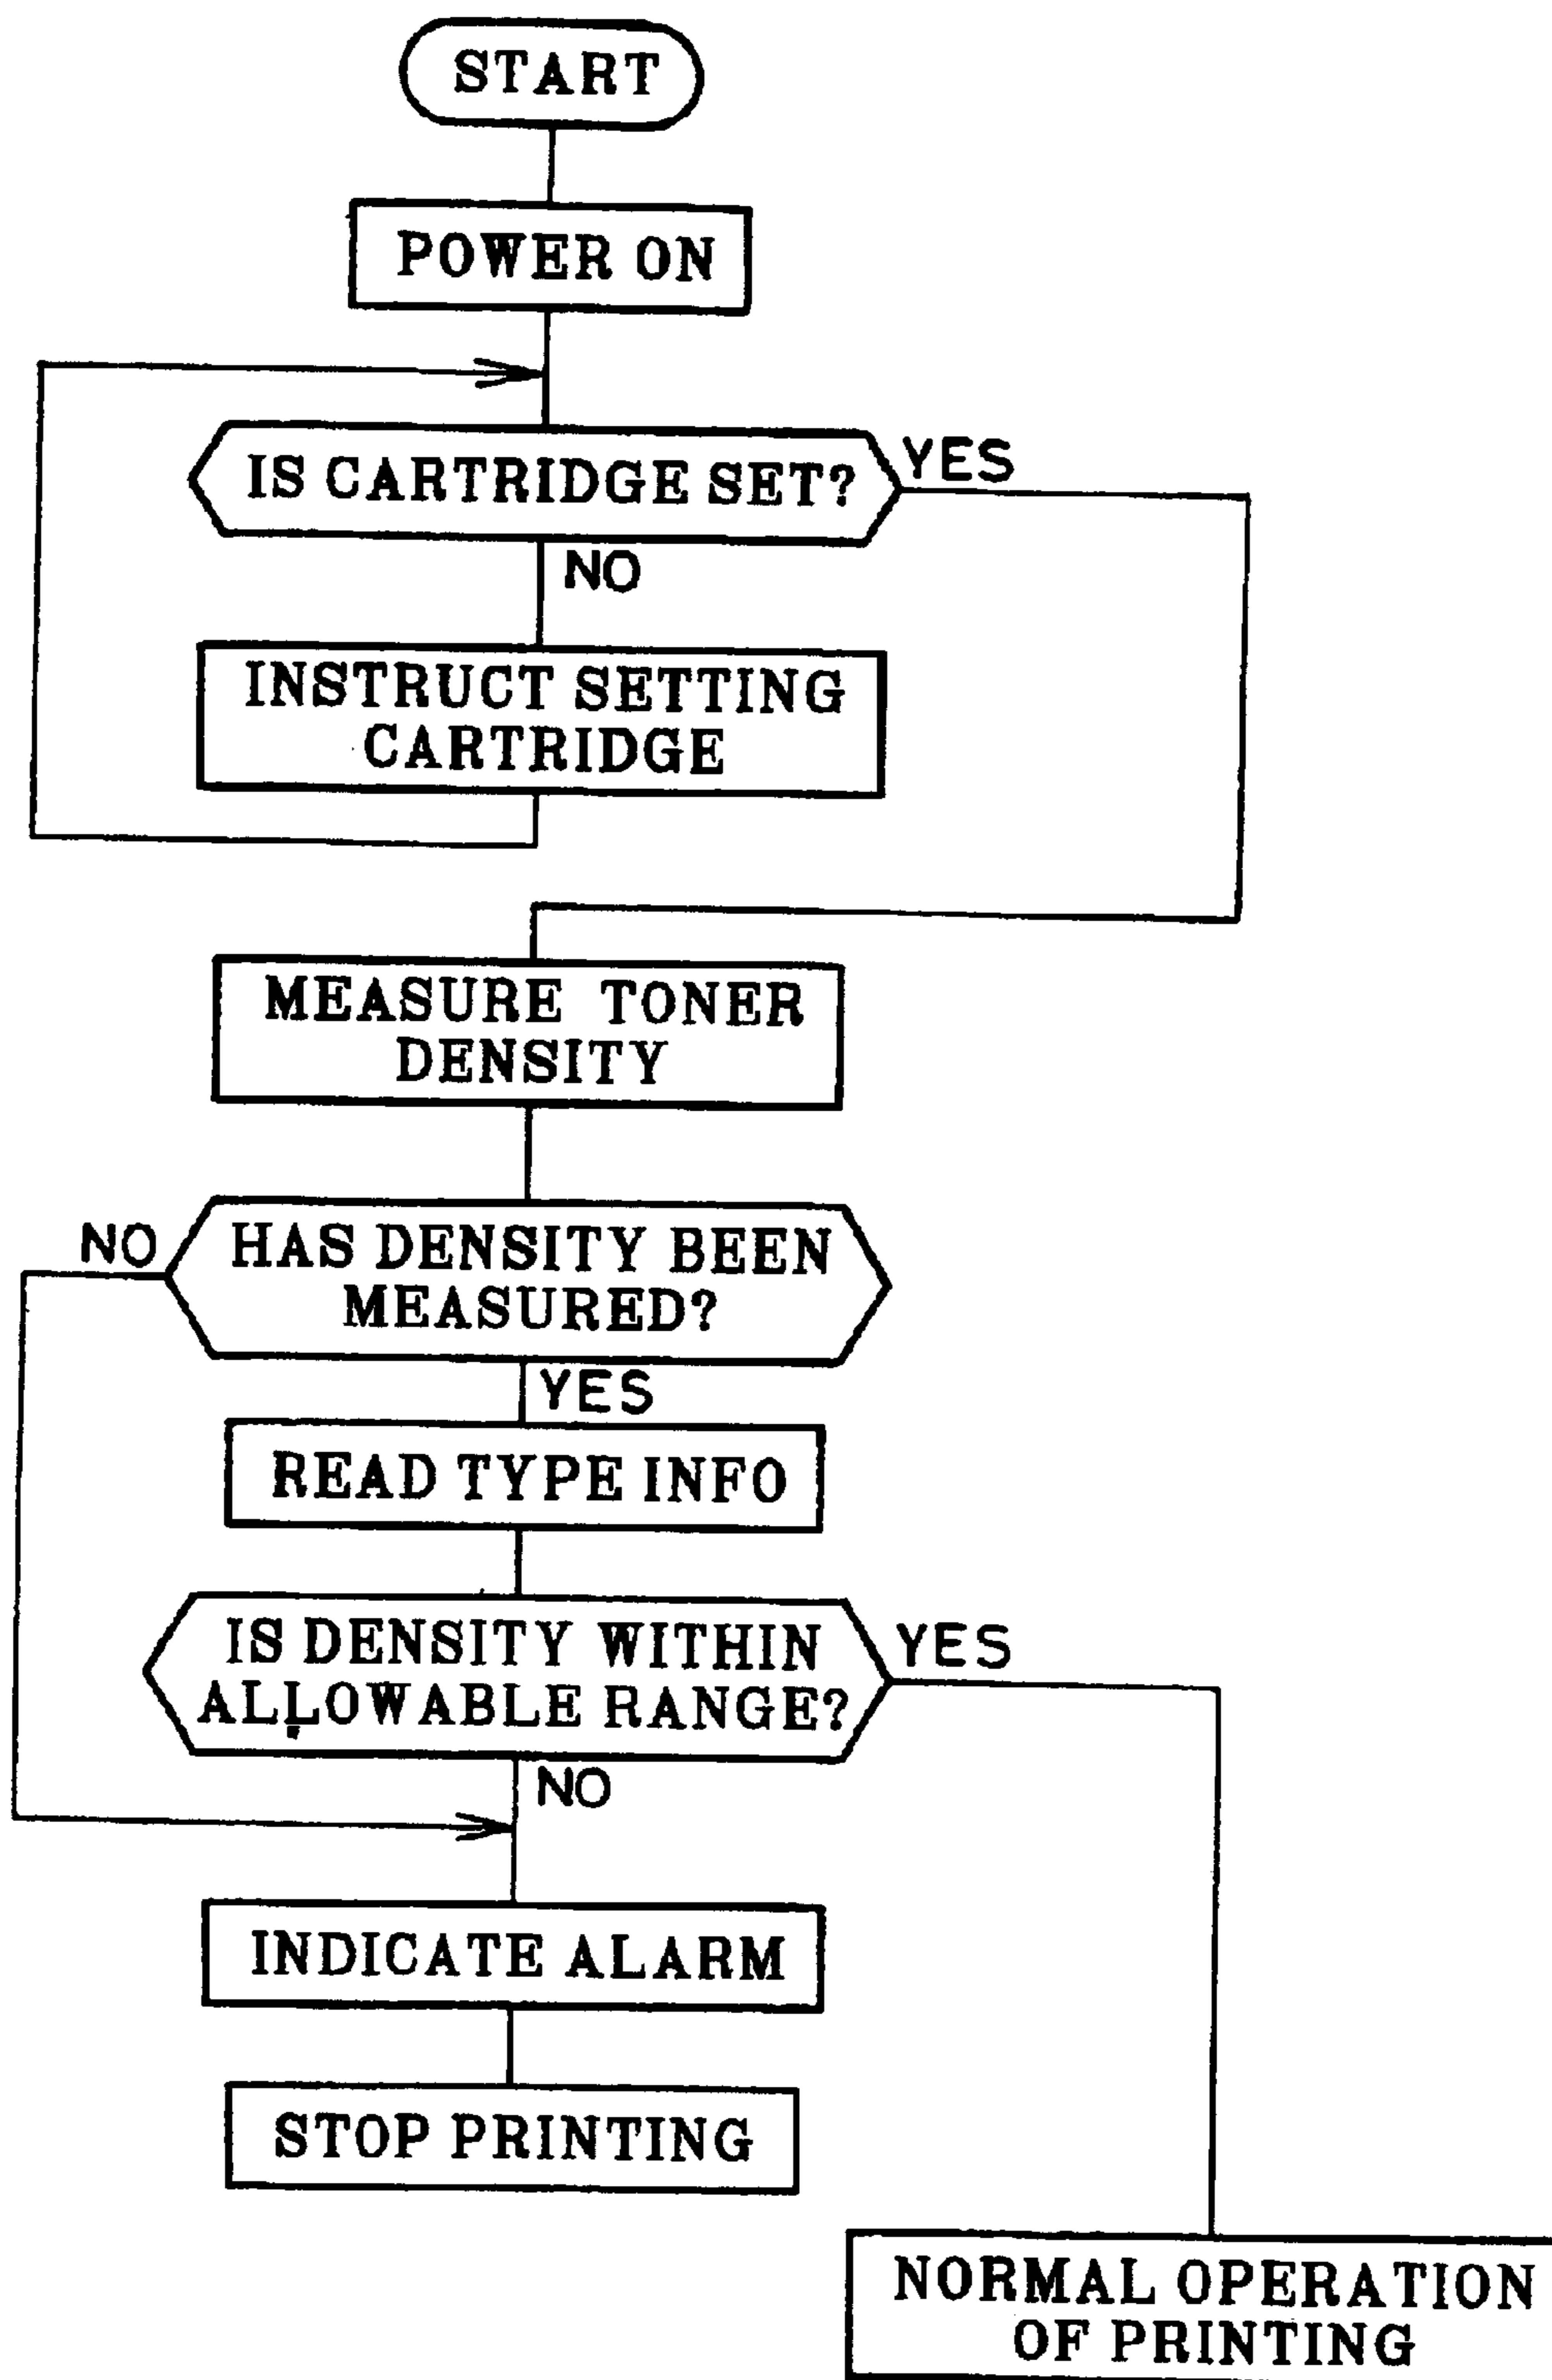 START
POWER ON
IS CARTRIDGE SET?
YES
NO
INSTRUCT SETTING
CARTRIDGE
MEASURE TONER
DENSITY
NO
HAS DENSITY BEEN
MEASURED?
YES
READ TYPE INFO
IS DENSITY WITHIN
ALLOWABLE RANGE?
YES
NO
INDICATE ALARM
STOP PRINTING
NORMAL OPERATION
OF PRINTING